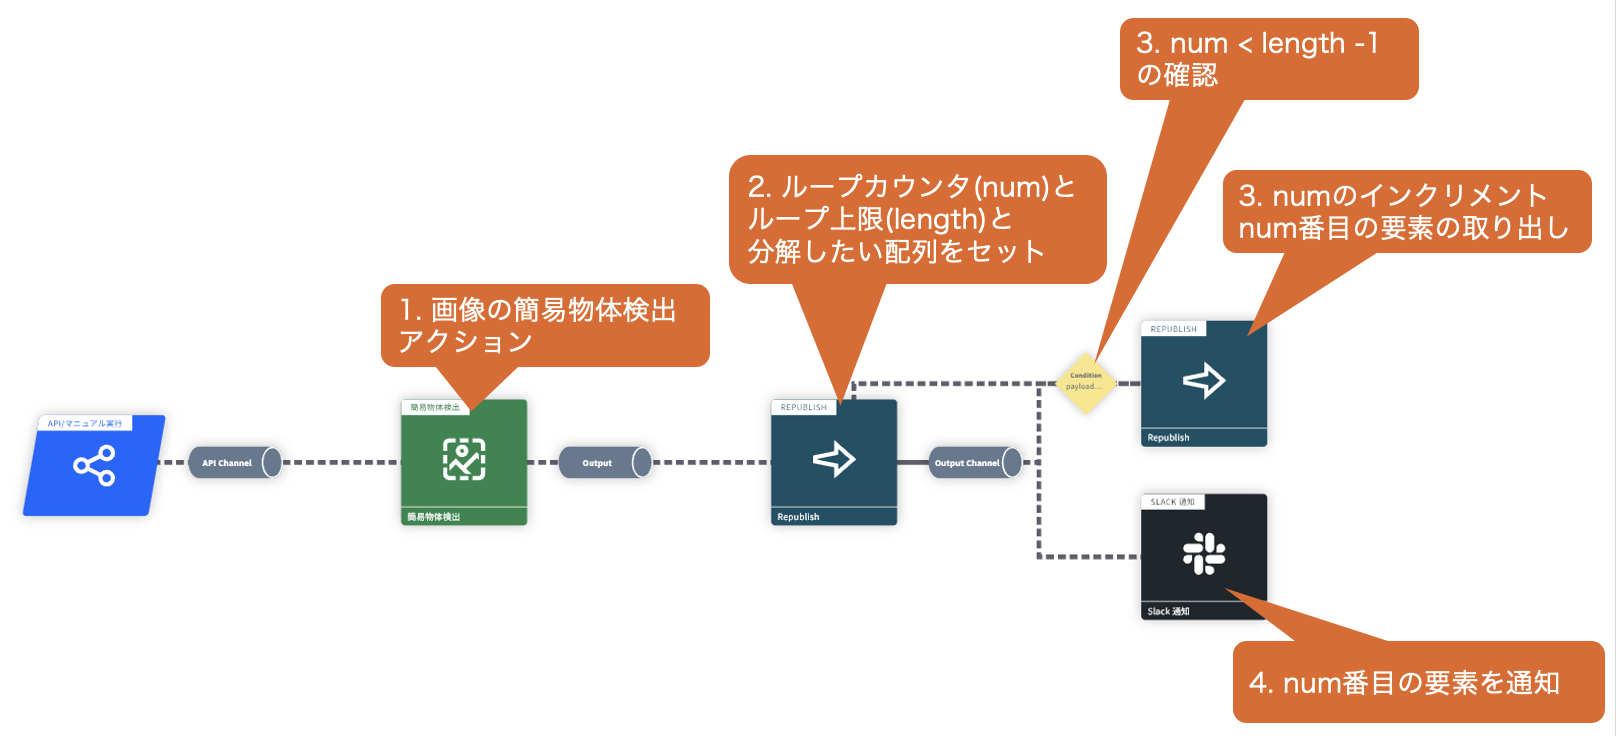 3. num < length -1
の確認
2. ループカウンタ(num)と
ループ上限(length)と
分解したい配列をセット
3. numのインクリメント
num番目の要素の取り出し
1. 画像の簡易物体検出
アクション
API/マニュアル実行
API Channel
簡易物体検出
簡易物体検出
Output
REPUBLISH
Republish
Output Channel
Condition
payload....
REPUBLISH
Republish
SLACK 通知
Slack 通知
4. num番目の要素を通知